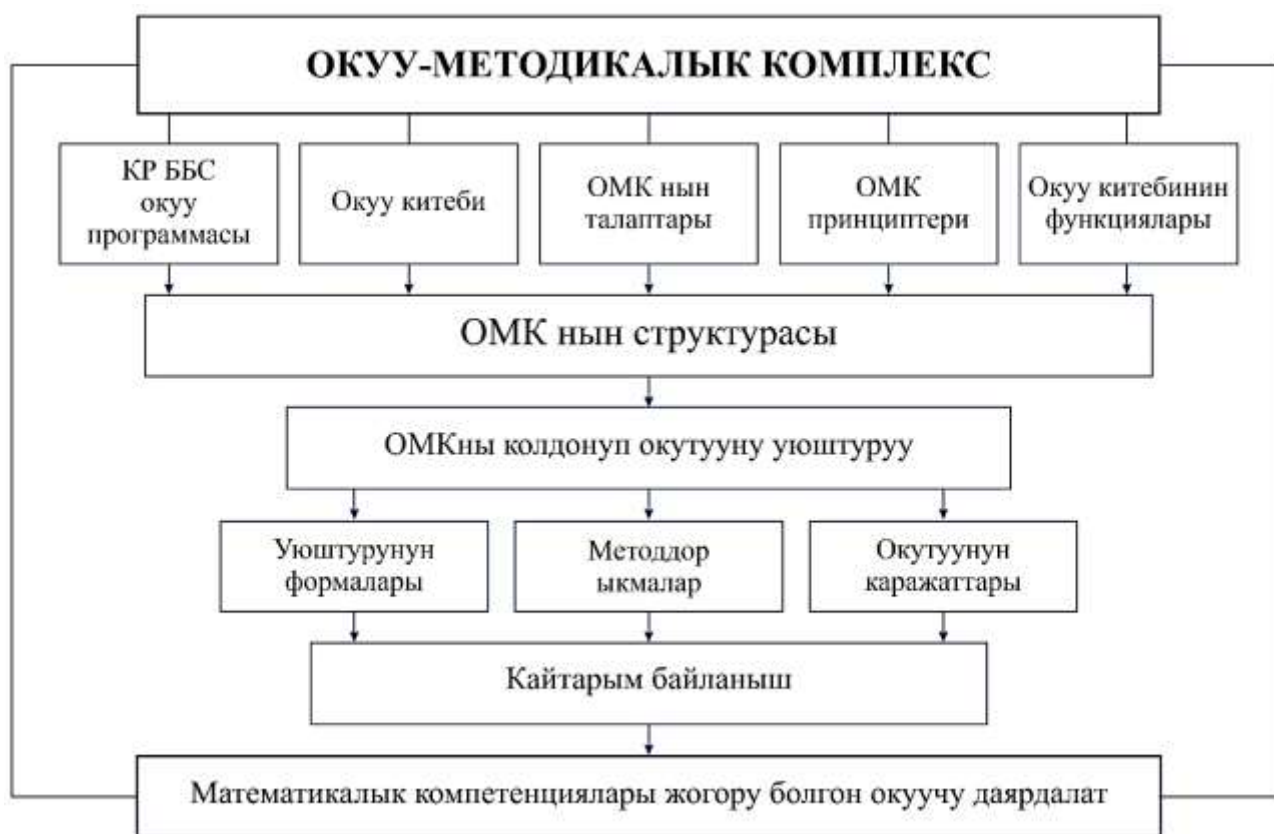 ОКУУ-МЕТОДИКАЛЫК КОМПЛЕКС
КР ББС
окуу
программасы
Окуу китеби
ОМК нын
талаптары
ОМК
принциптери
Окуу китебинин
функциялары
ОМК нын структурасы
ОМКны колдонуп окутууну уюштуруу
Уюштурунун
формалары
Методдор
ыкмалар
Окутуунун
каражаттары
Кайтарым байланыш
Математикалык компетенциялары жогору болгон окуучу даярдалат